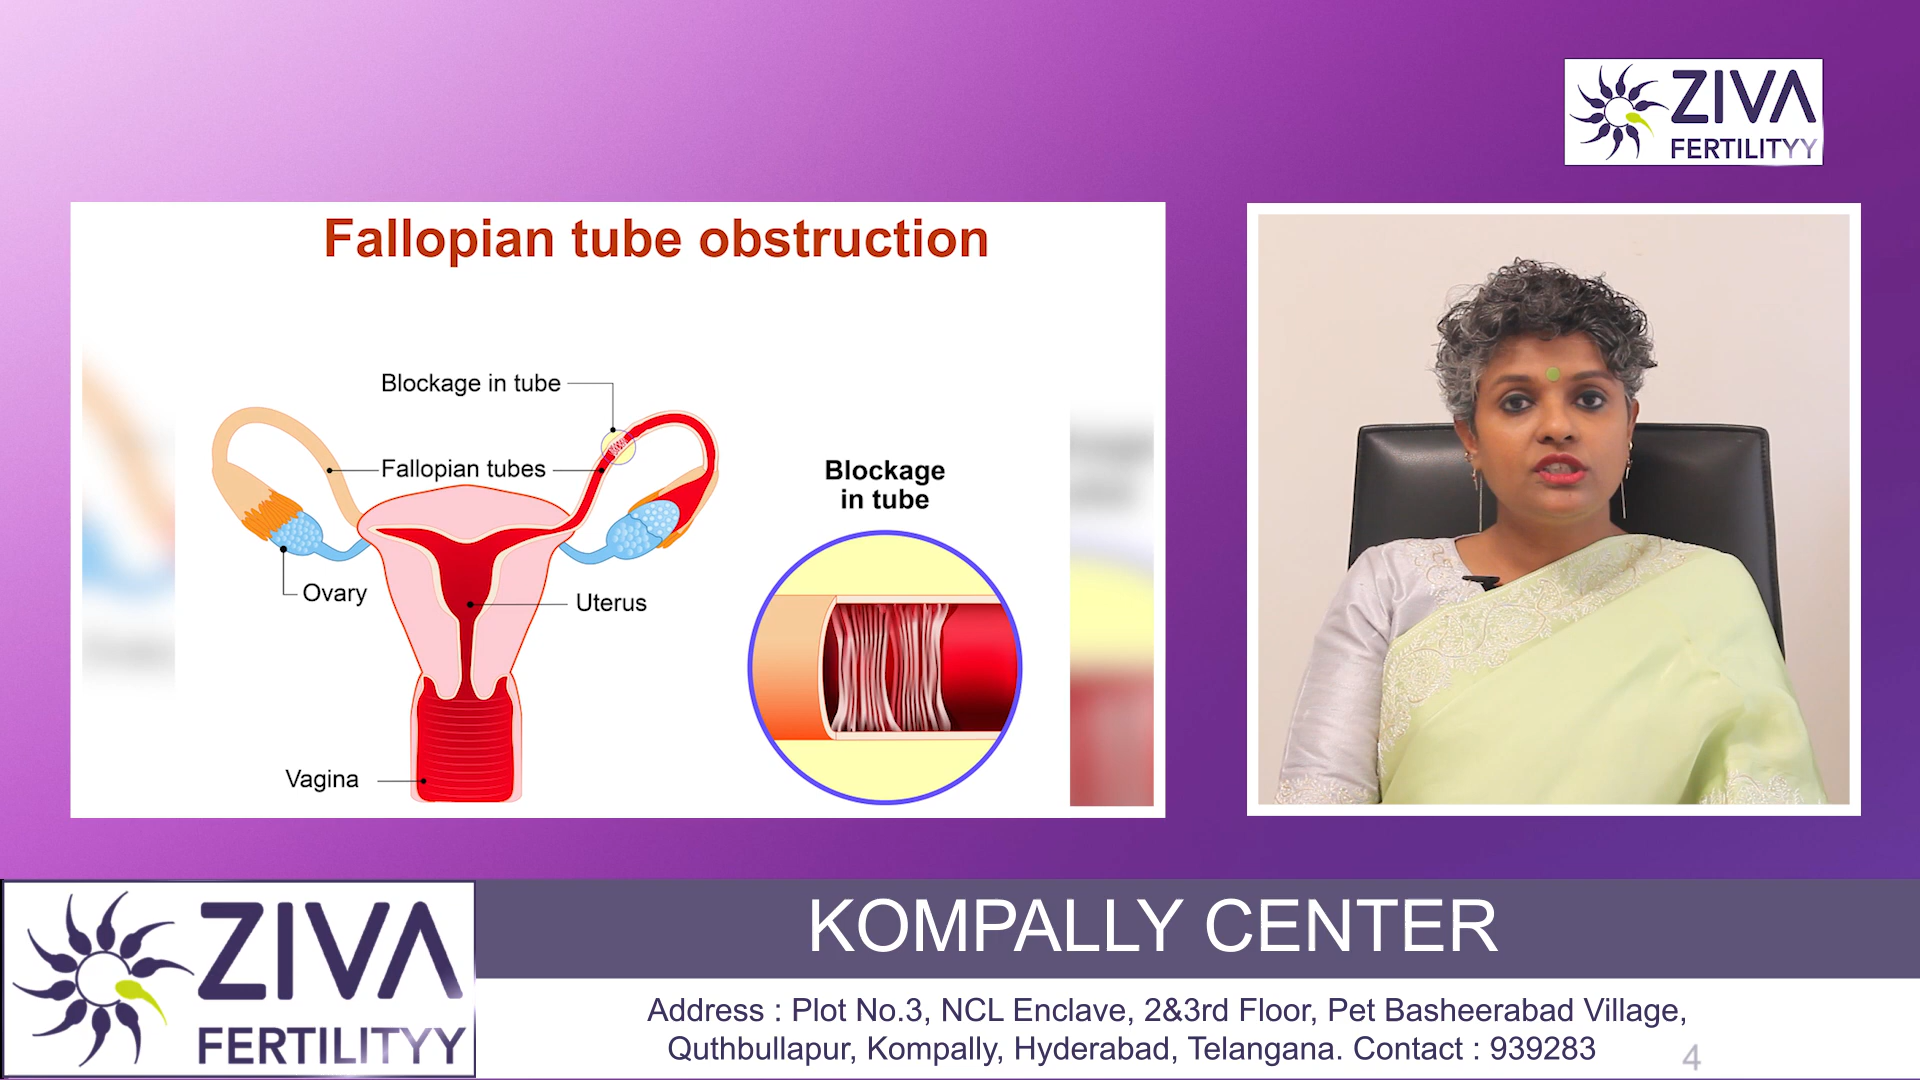 ZIVA
FERTILITYY
Fallopian tube obstruction
Blockage in tube
Fallopian tubes
Blockage
in tube
Ovary
Uterus
Vagina
ZIVA
FERTILITYY
KOMPALLY CENTER
Address : Plot No.3, NCL Enclave, 2&3rd Floor, Pet Basheerabad Village,
Quthbullapur, Kompally, Hyderabad, Telangana. Contact : 939283
4